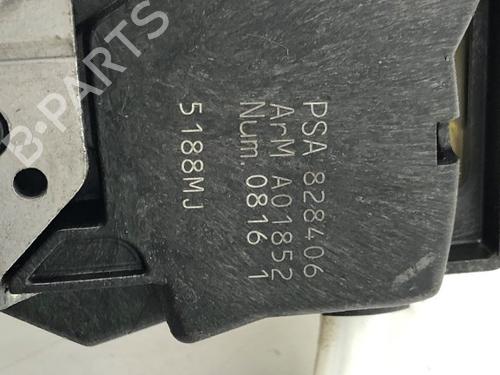 PSA 828406
ArM A01852
Num. 0816 1
5188MJ
B-PARTS